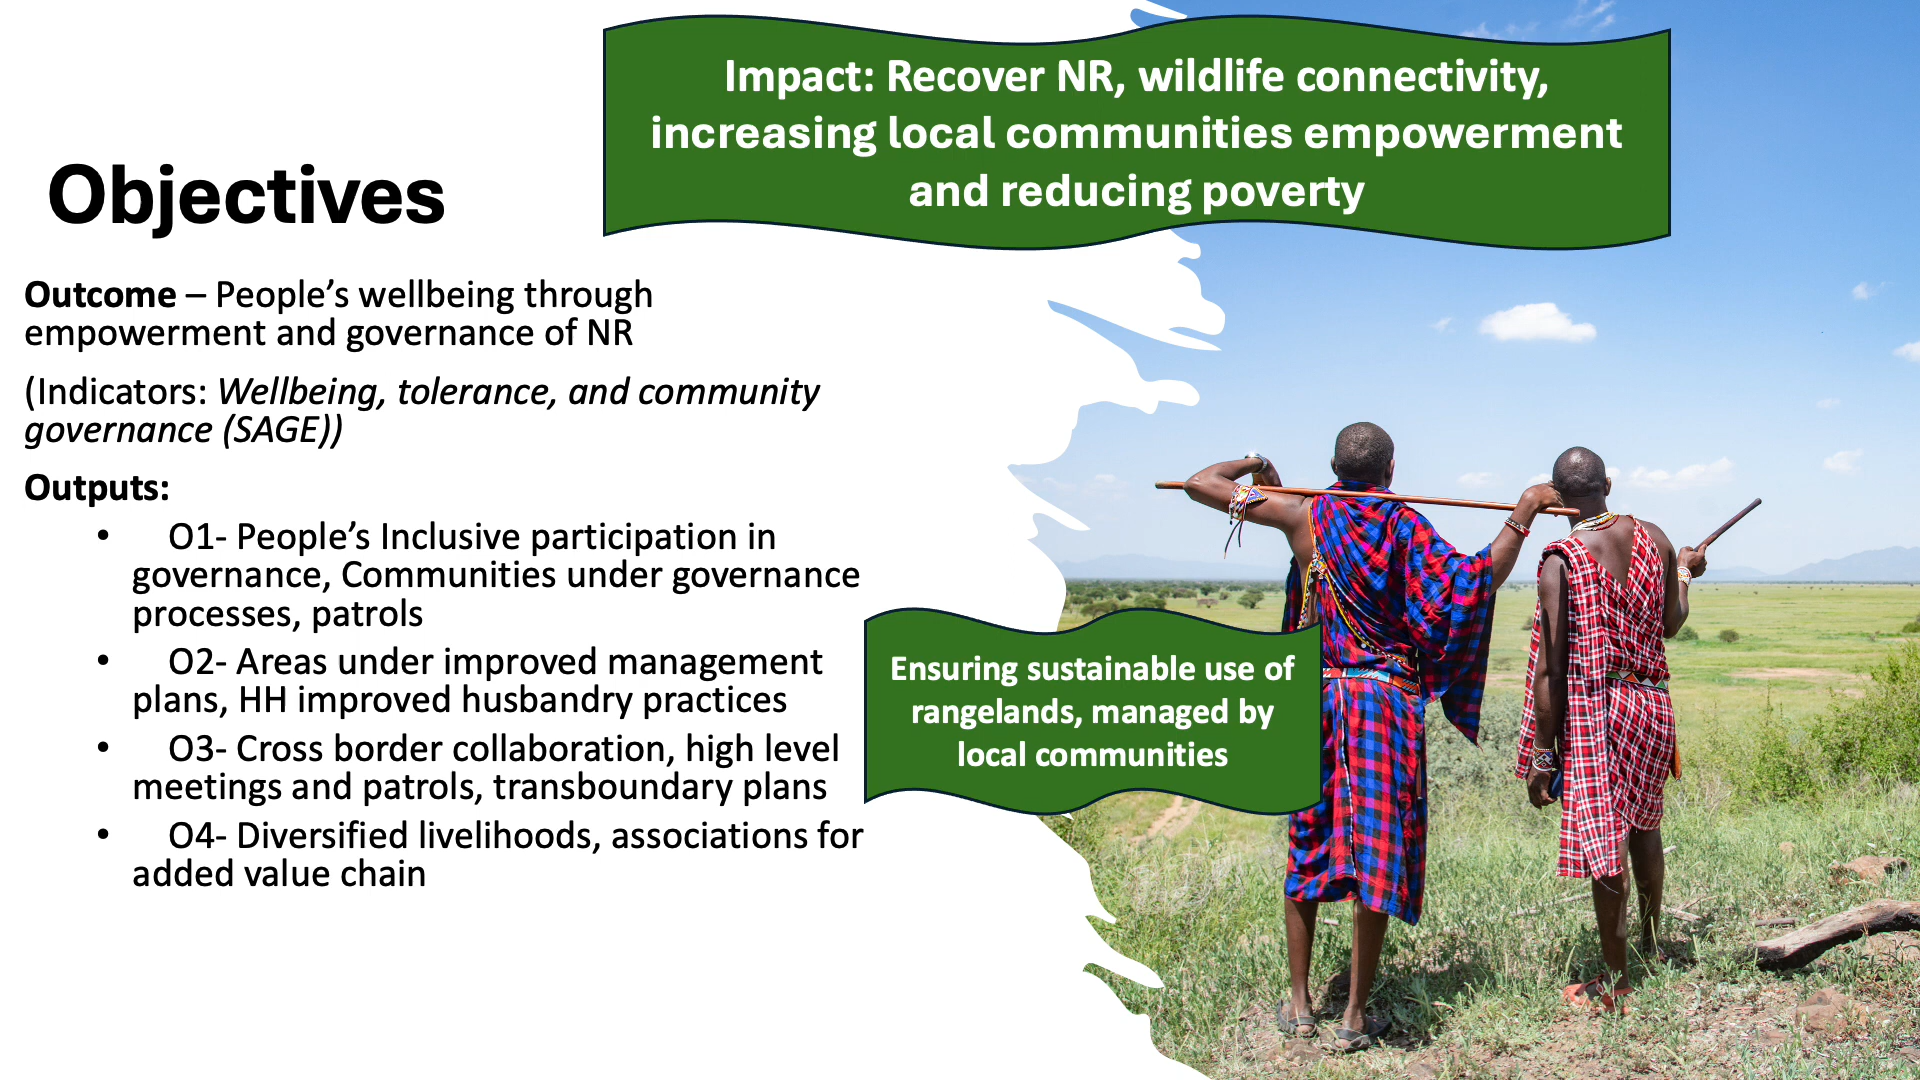 Impact: Recover NR, wildlife connectivity,
increasing local communities empowerment
and reducing poverty
Objectives
Outcome – People’s wellbeing through
empowerment and governance of NR
(Indicators: Wellbeing, tolerance, and community
governance (SAGE))
Outputs:
• O1- People’s Inclusive participation in
governance, Communities under governance
processes, patrols
• O2- Areas under improved management
plans, HH improved husbandry practices
• O3- Cross border collaboration, high level
meetings and patrols, transboundary plans
• O4- Diversified livelihoods, associations for
added value chain
Ensuring sustainable use of
rangelands, managed by
local communities